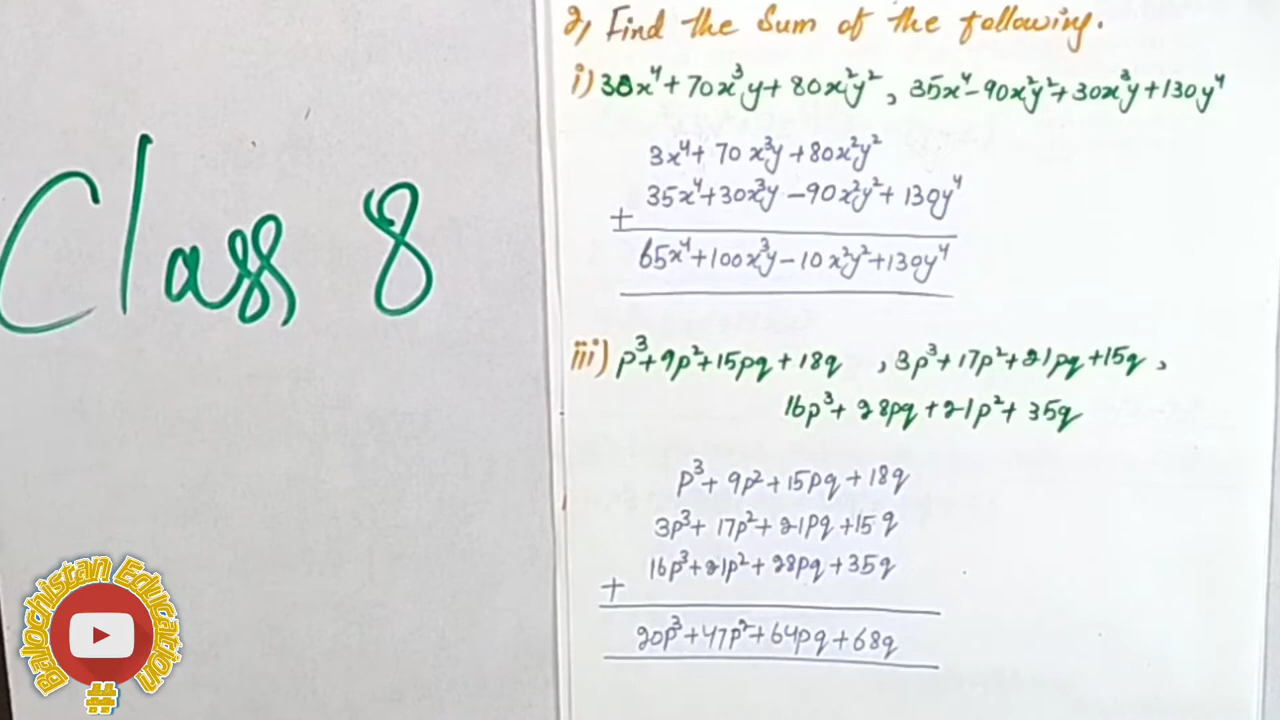 Class 8
2, Find the Sum of the following.
i) 30x⁴+70x³y+80x²y², 35x⁴-90x²y²+30x³y+130y⁴
3x⁴+70x³y+80x²y²
35x⁴+30x³y-90x²y²+130y⁴
+
65x⁴+100x³y-10x²y²+130y⁴
iii) p³+9p²+15pq+18q , 3p³+17p²+21pq+15q,
16p³+28pq+21p²+35q
p³+9p²+15pq+18q
3p³+17p²+21pq+15q
16p³+21p²+28pq+35q
+
20p³+47p²+64pq+68q
Balochistan Education
#